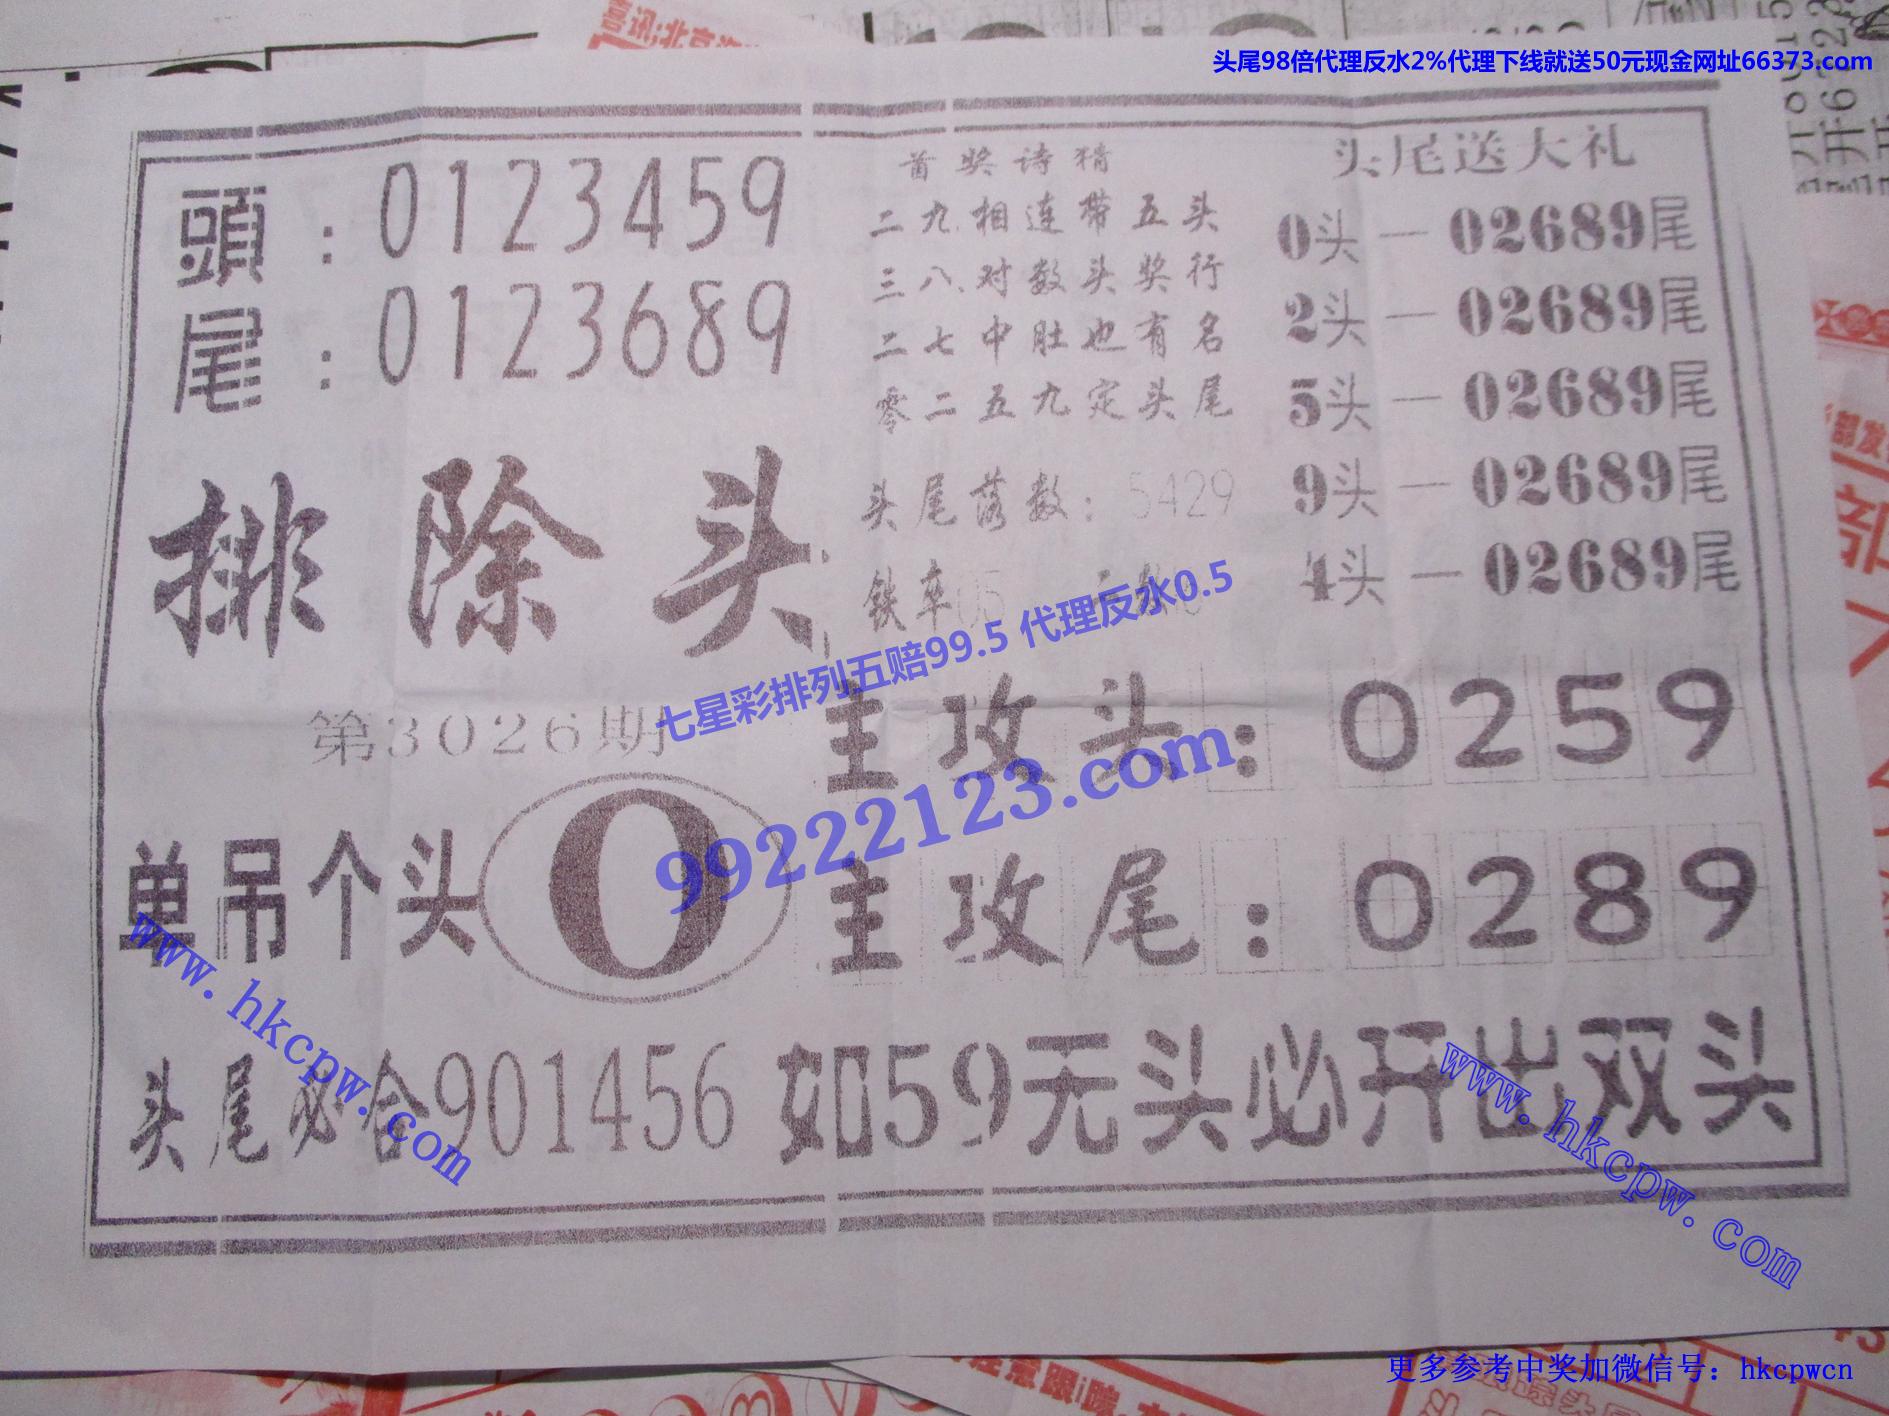 头尾98倍代理反水2%代理下线就送50元现金网址66373.com
頭:0123459
尾:0123689
排除头
第3026期
单吊个头 0
首奖诗猜
二九相连带五头
三八对数头奖行
二七中肚也有名
零二五九定头尾
头尾落数:5429
铁卒05
头尾送大礼
0头—02689尾
2头—02689尾
5头—02689尾
9头—02689尾
4头—02689尾
七星彩排列五赔99.5 代理反水0.5
99222123.com
主攻头:0259
主攻尾:0289
头尾必含901456 如59无头必开出双头
www.hkcpw.com
www.hkcpw.com
更多参考中奖加微信号：hkcpwcn